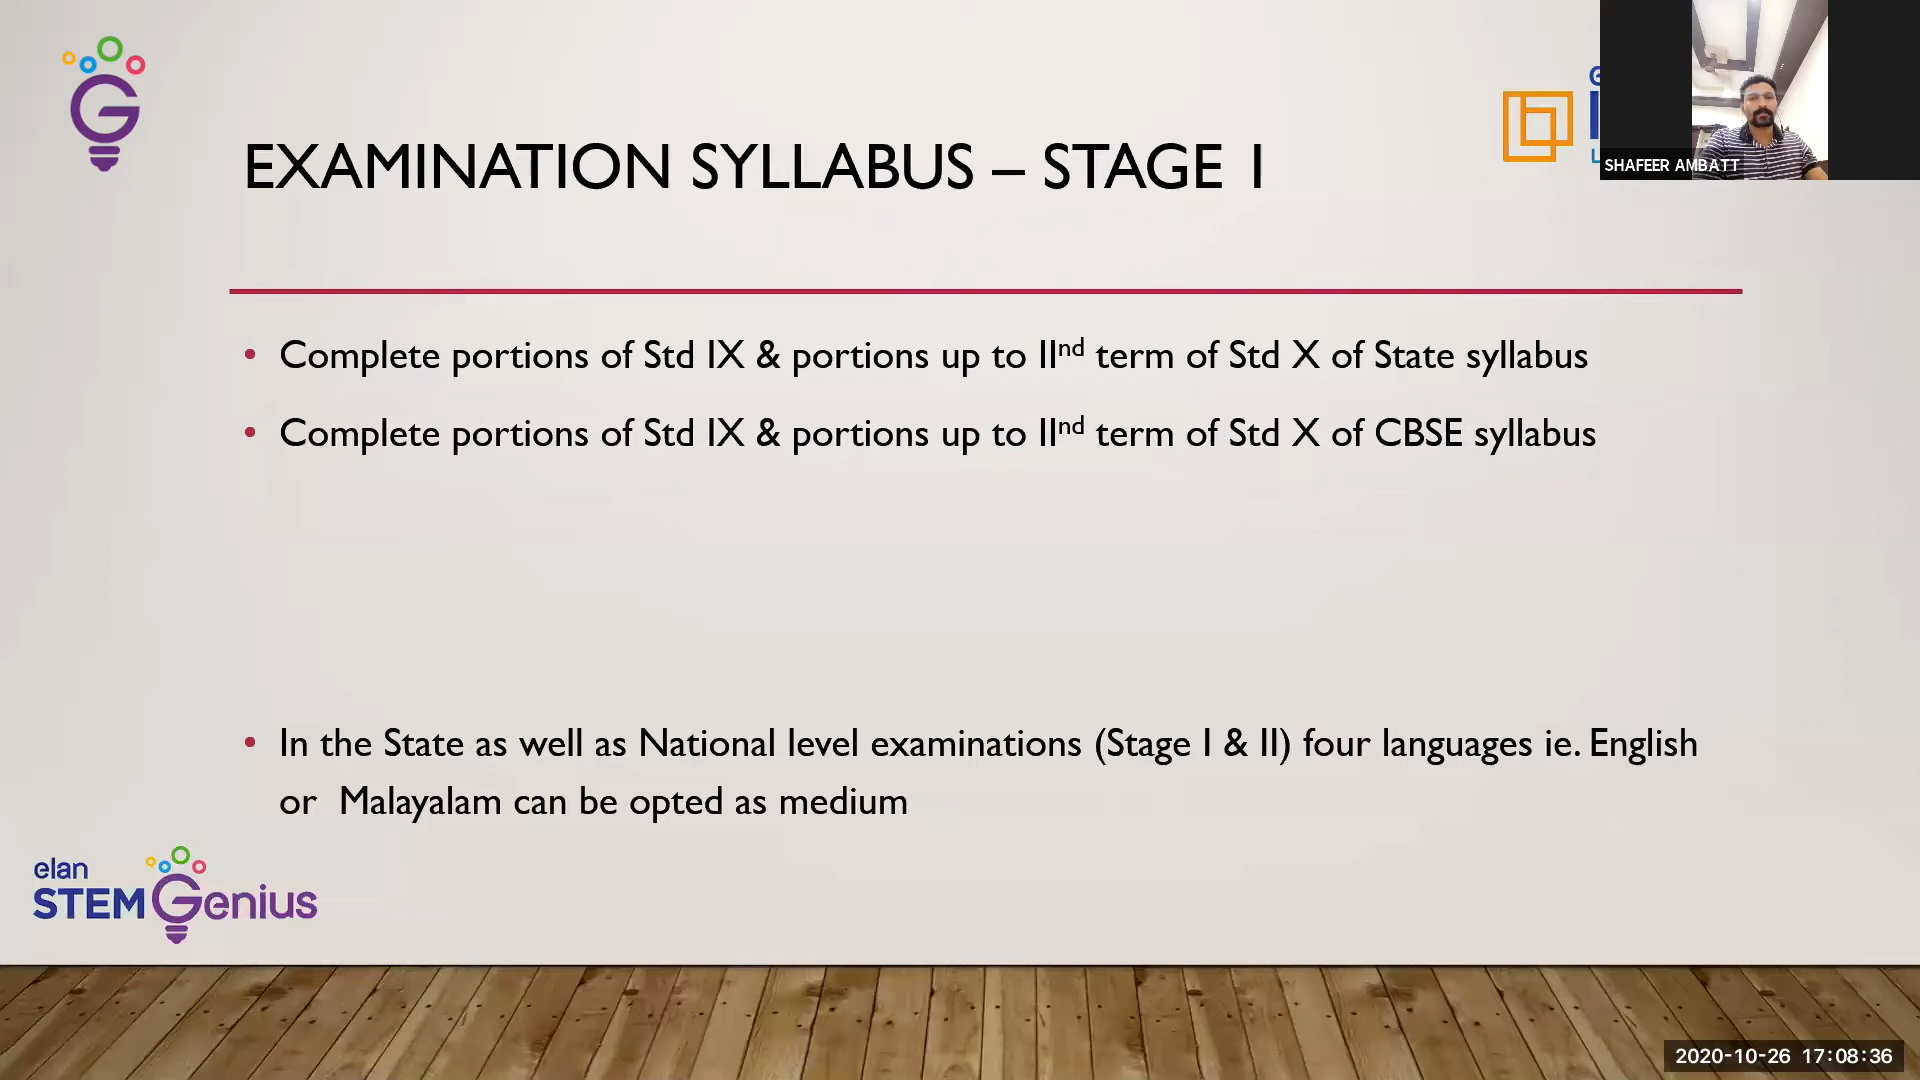 EXAMINATION SYLLABUS – STAGE 1
SHAFEER AMBATT
• Complete portions of Std IX & portions up to IInd term of Std X of State syllabus
• Complete portions of Std IX & portions up to IInd term of Std X of CBSE syllabus
• In the State as well as National level examinations (Stage I & II) four languages ie. English
or Malayalam can be opted as medium
elan
STEM Genius
2020-10-26 17:08:36